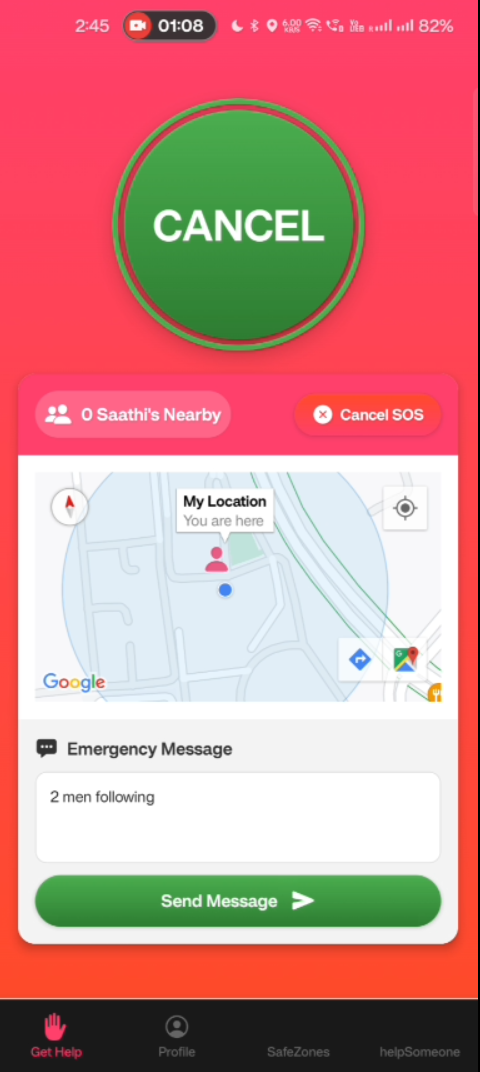 2:45 01:08 82%
CANCEL
0 Saathi's Nearby
Cancel SOS
My Location
You are here
Google
Emergency Message
2 men following
Send Message
Get Help
Profile
SafeZones
helpSomeone